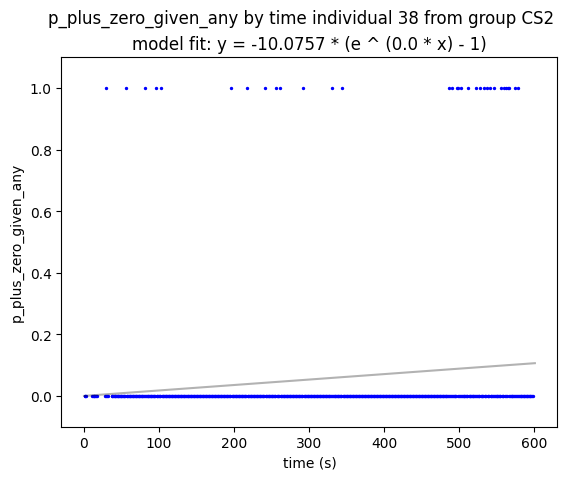 p_plus_zero_given_any by time individual 38 from group CS2
model fit: y = -10.0757 * (e ^ (0.0 * x) - 1)
1.0
0.8
0.6
0.4
0.2
0.0
p_plus_zero_given_any
0 100 200 300 400 500 600
time (s)